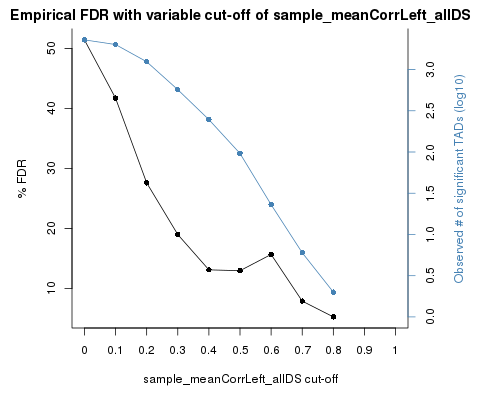 Empirical FDR with variable cut-off of sample_meanCorrLeft_allDS
% FDR
50
40
30
20
10
3.0
2.5
2.0
1.5
1.0
0.5
0.0
Observed # of significant TADs (log10)
0 0.1 0.2 0.3 0.4 0.5 0.6 0.7 0.8 0.9 1
sample_meanCorrLeft_allDS cut-off